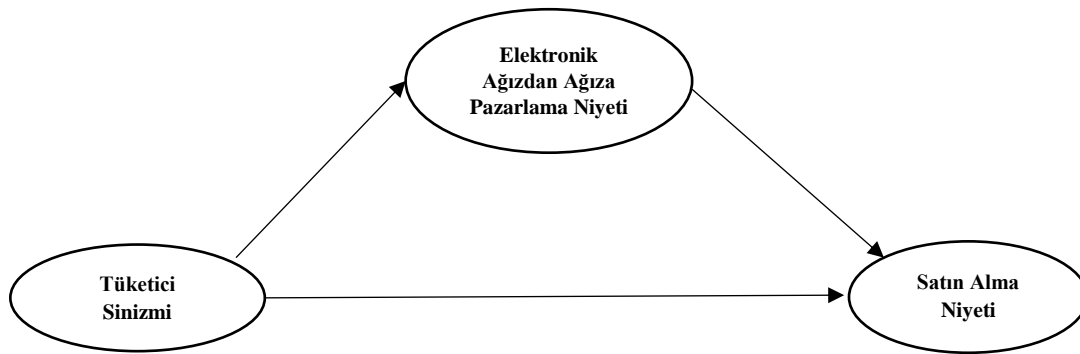 Elektronik
Ağızdan Ağıza
Pazarlama Niyeti
Tüketici
Sinizmi
Satın Alma
Niyeti